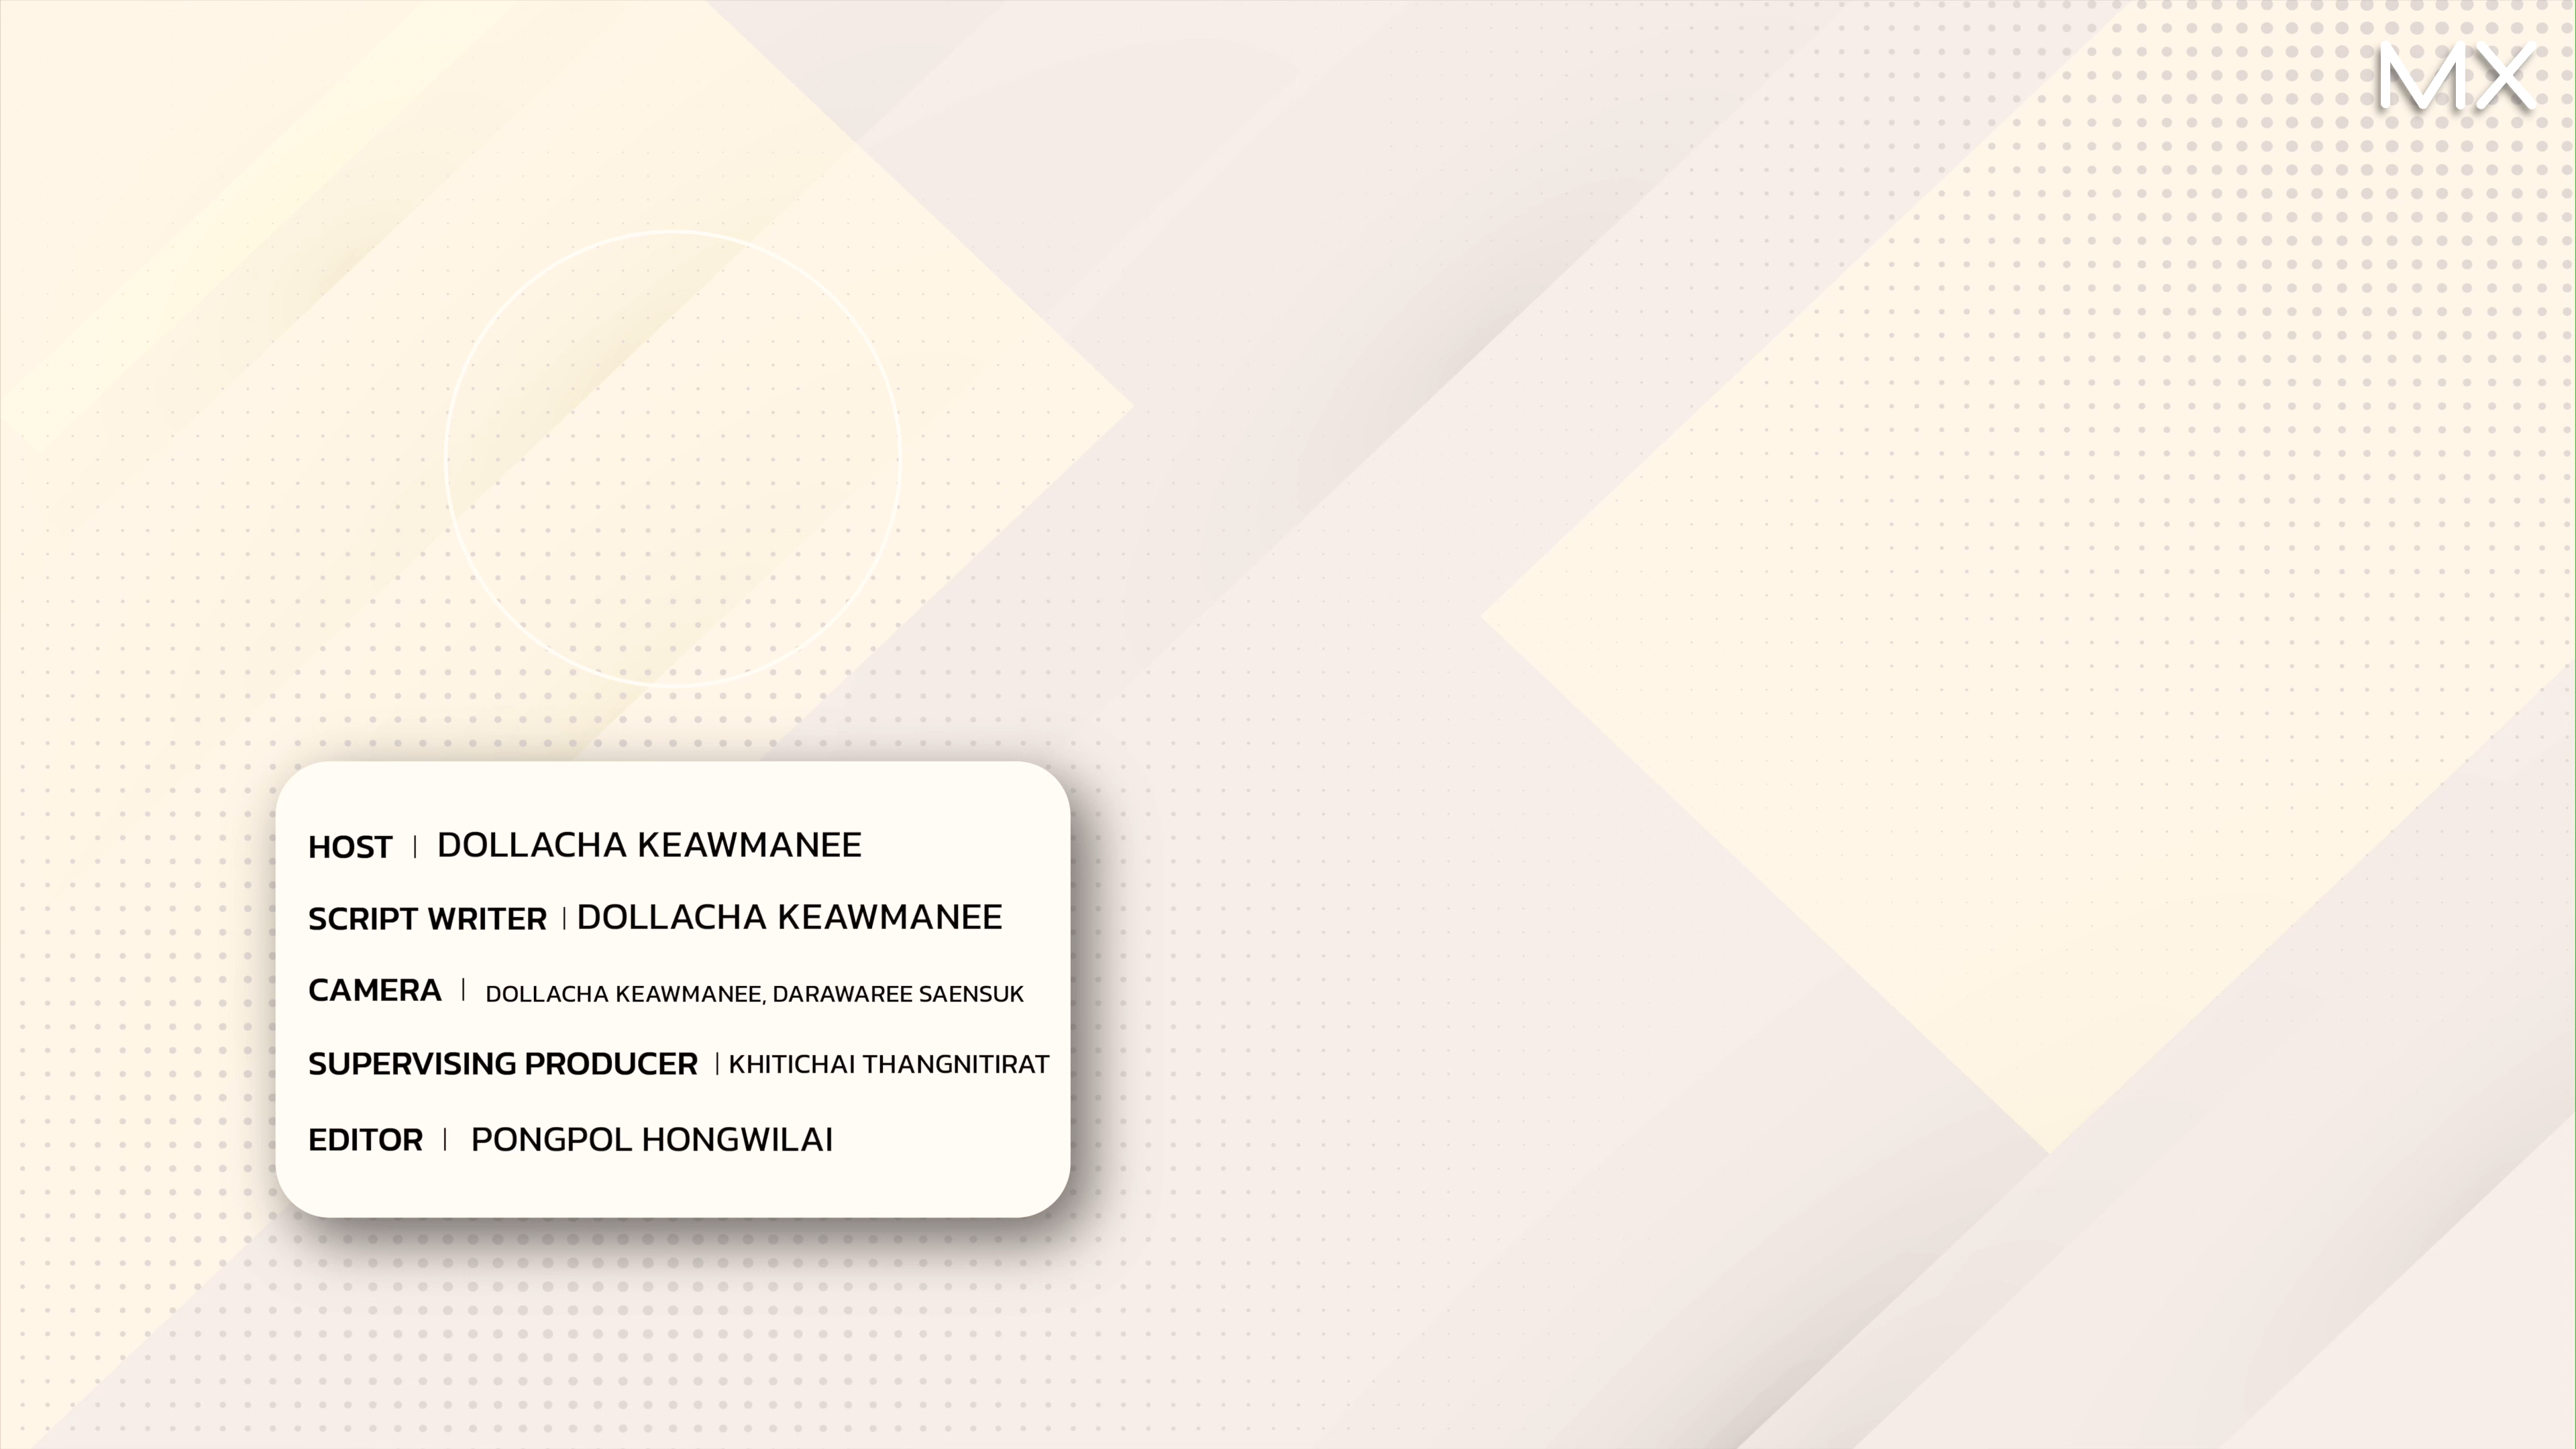 MX
HOST | DOLLACHA KEAWMANEE
SCRIPT WRITER | DOLLACHA KEAWMANEE
CAMERA | DOLLACHA KEAWMANEE, DARAWAREE SAENSUK
SUPERVISING PRODUCER | KHITICHAI THANGNITIRAT
EDITOR | PONGPOL HONGWILAI